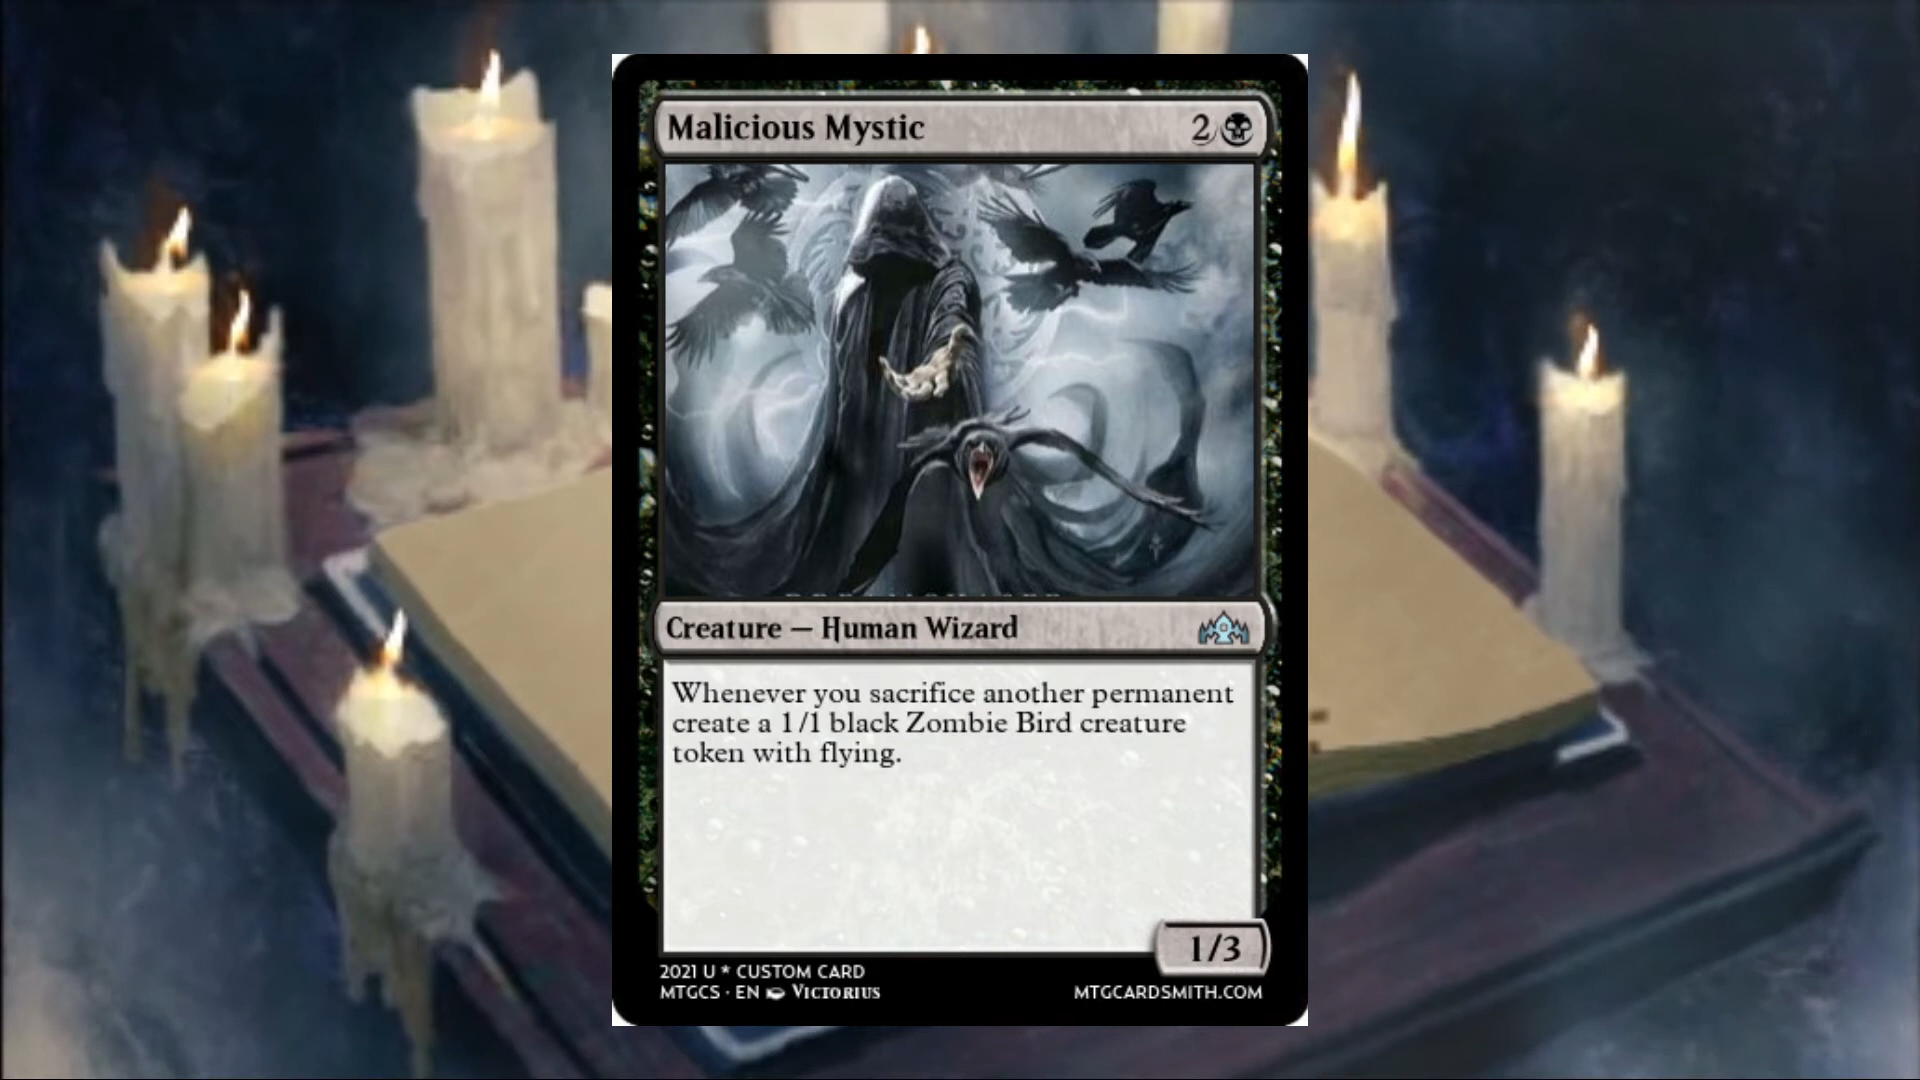 Malicious Mystic 2
Creature — Human Wizard
Whenever you sacrifice another permanent
create a 1/1 black Zombie Bird creature
token with flying.
1/3
2021 U * CUSTOM CARD
MTGCS · EN VICTORIUS
MTGCARDSMITH.COM